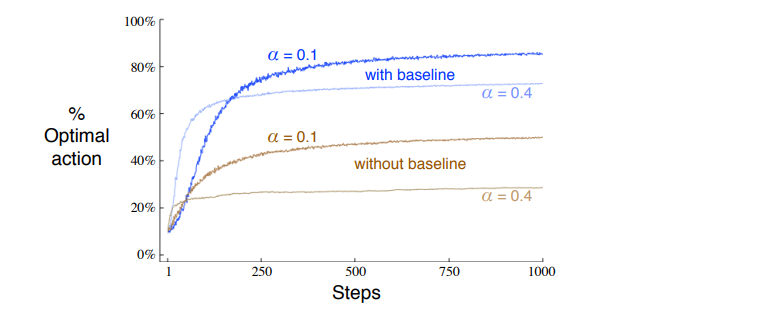 100%
80%
60%
40%
20%
0%
%
Optimal
action
α = 0.1
with baseline
α = 0.4
α = 0.1
without baseline
α = 0.4
1
250
500
750
1000
Steps